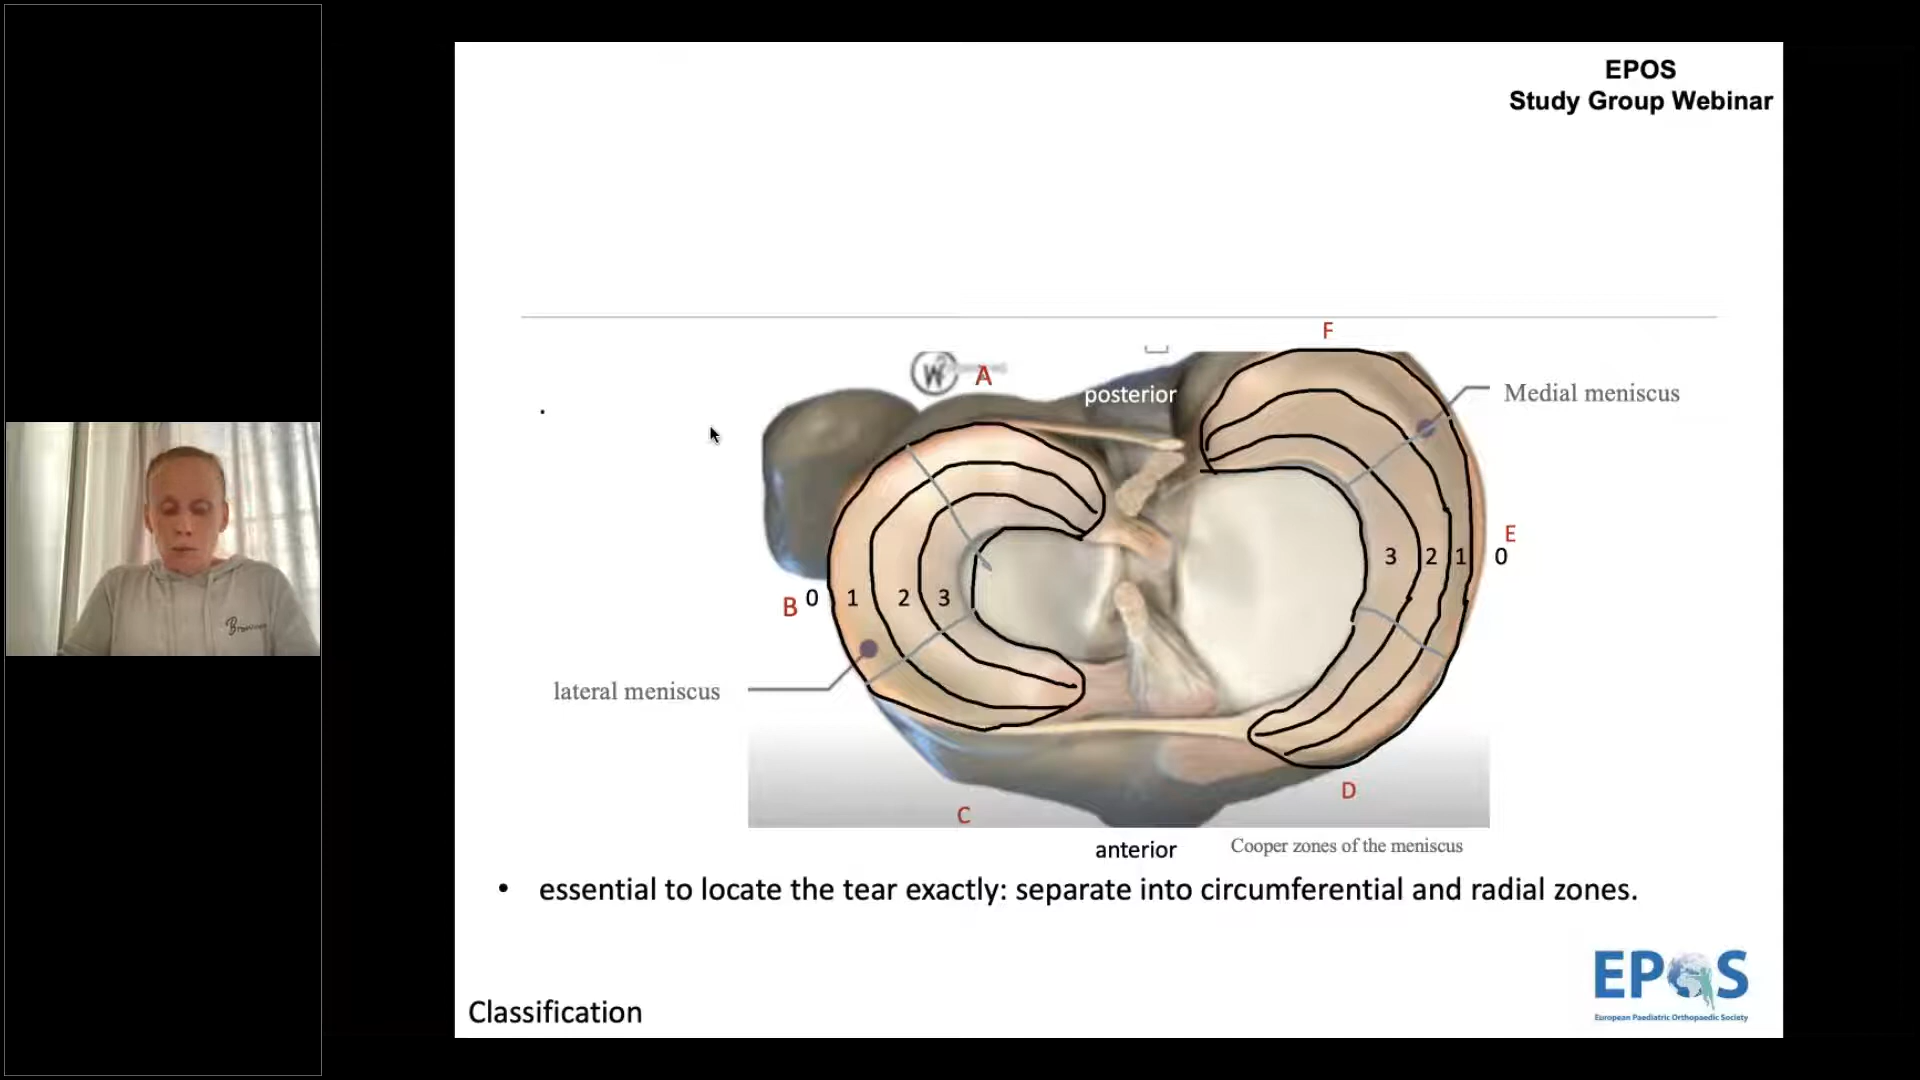 EPOS
Study Group Webinar
F
W
A
posterior
Medial meniscus
E
3 2 1 0
B 0 1 2 3
lateral meniscus
D
C
anterior
Cooper zones of the meniscus
• essential to locate the tear exactly: separate into circumferential and radial zones.
EPOS
European Paediatric Orthopaedic Society
Classification